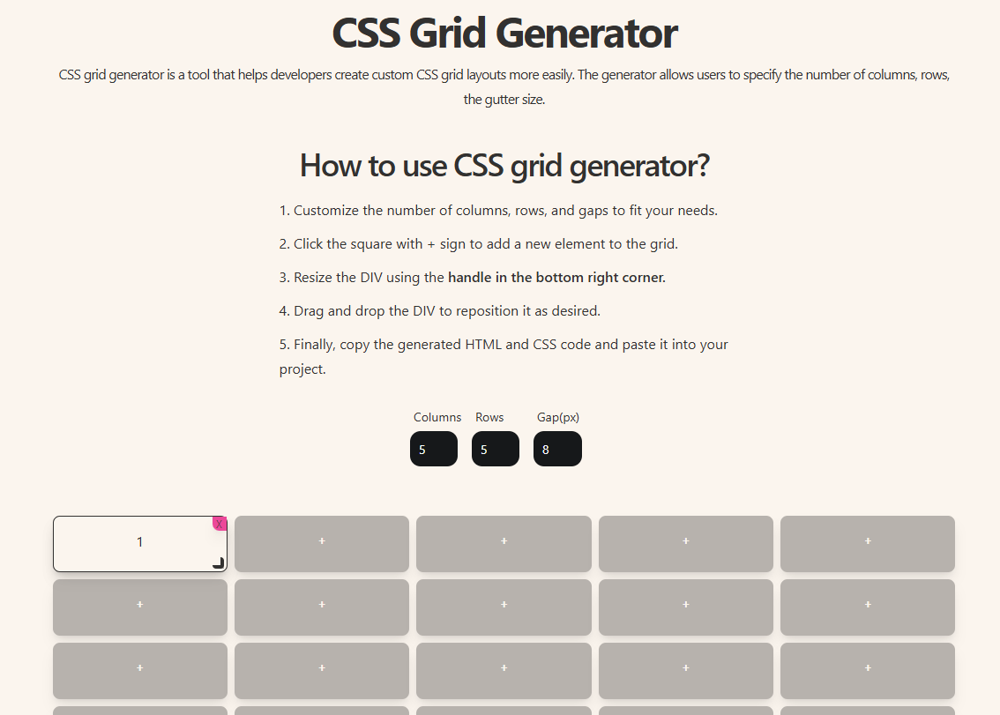 CSS Grid Generator
CSS grid generator is a tool that helps developers create custom CSS grid layouts more easily. The generator allows users to specify the number of columns, rows,
the gutter size.
How to use CSS grid generator?
1. Customize the number of columns, rows, and gaps to fit your needs.
2. Click the square with + sign to add a new element to the grid.
3. Resize the DIV using the handle in the bottom right corner.
4. Drag and drop the DIV to reposition it as desired.
5. Finally, copy the generated HTML and CSS code and paste it into your
project.
Columns Rows Gap(px)
5 5 8
X
1 + + + +
+ + + + +
+ + + + +